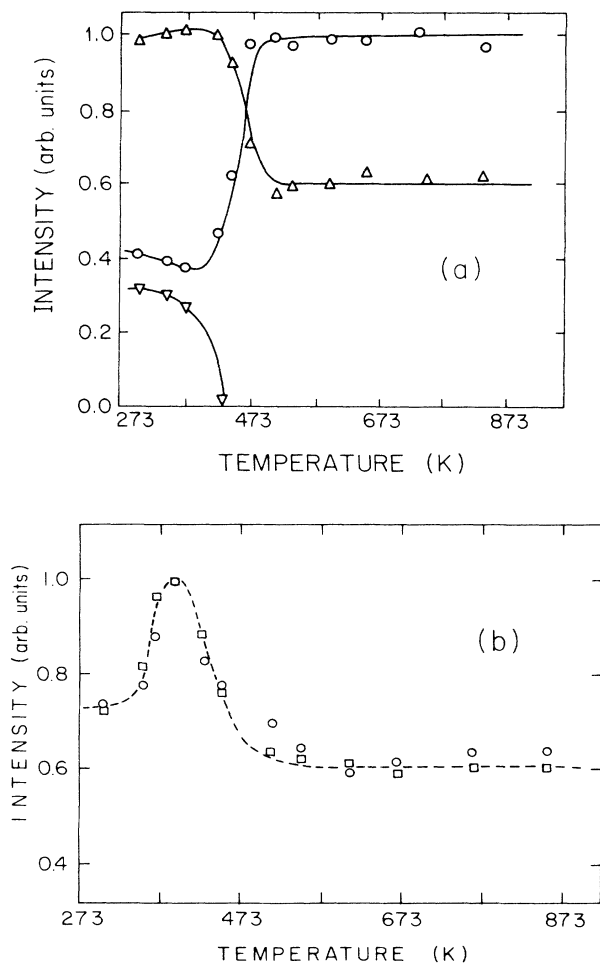 INTENSITY (arb. units)
1.0
0.8
0.6
0.4
0.2
0.0
(a)
273 473 673 873
TEMPERATURE (K)
INTENSITY (arb. units)
1.0
0.8
0.6
0.4
(b)
273 473 673 873
TEMPERATURE (K)